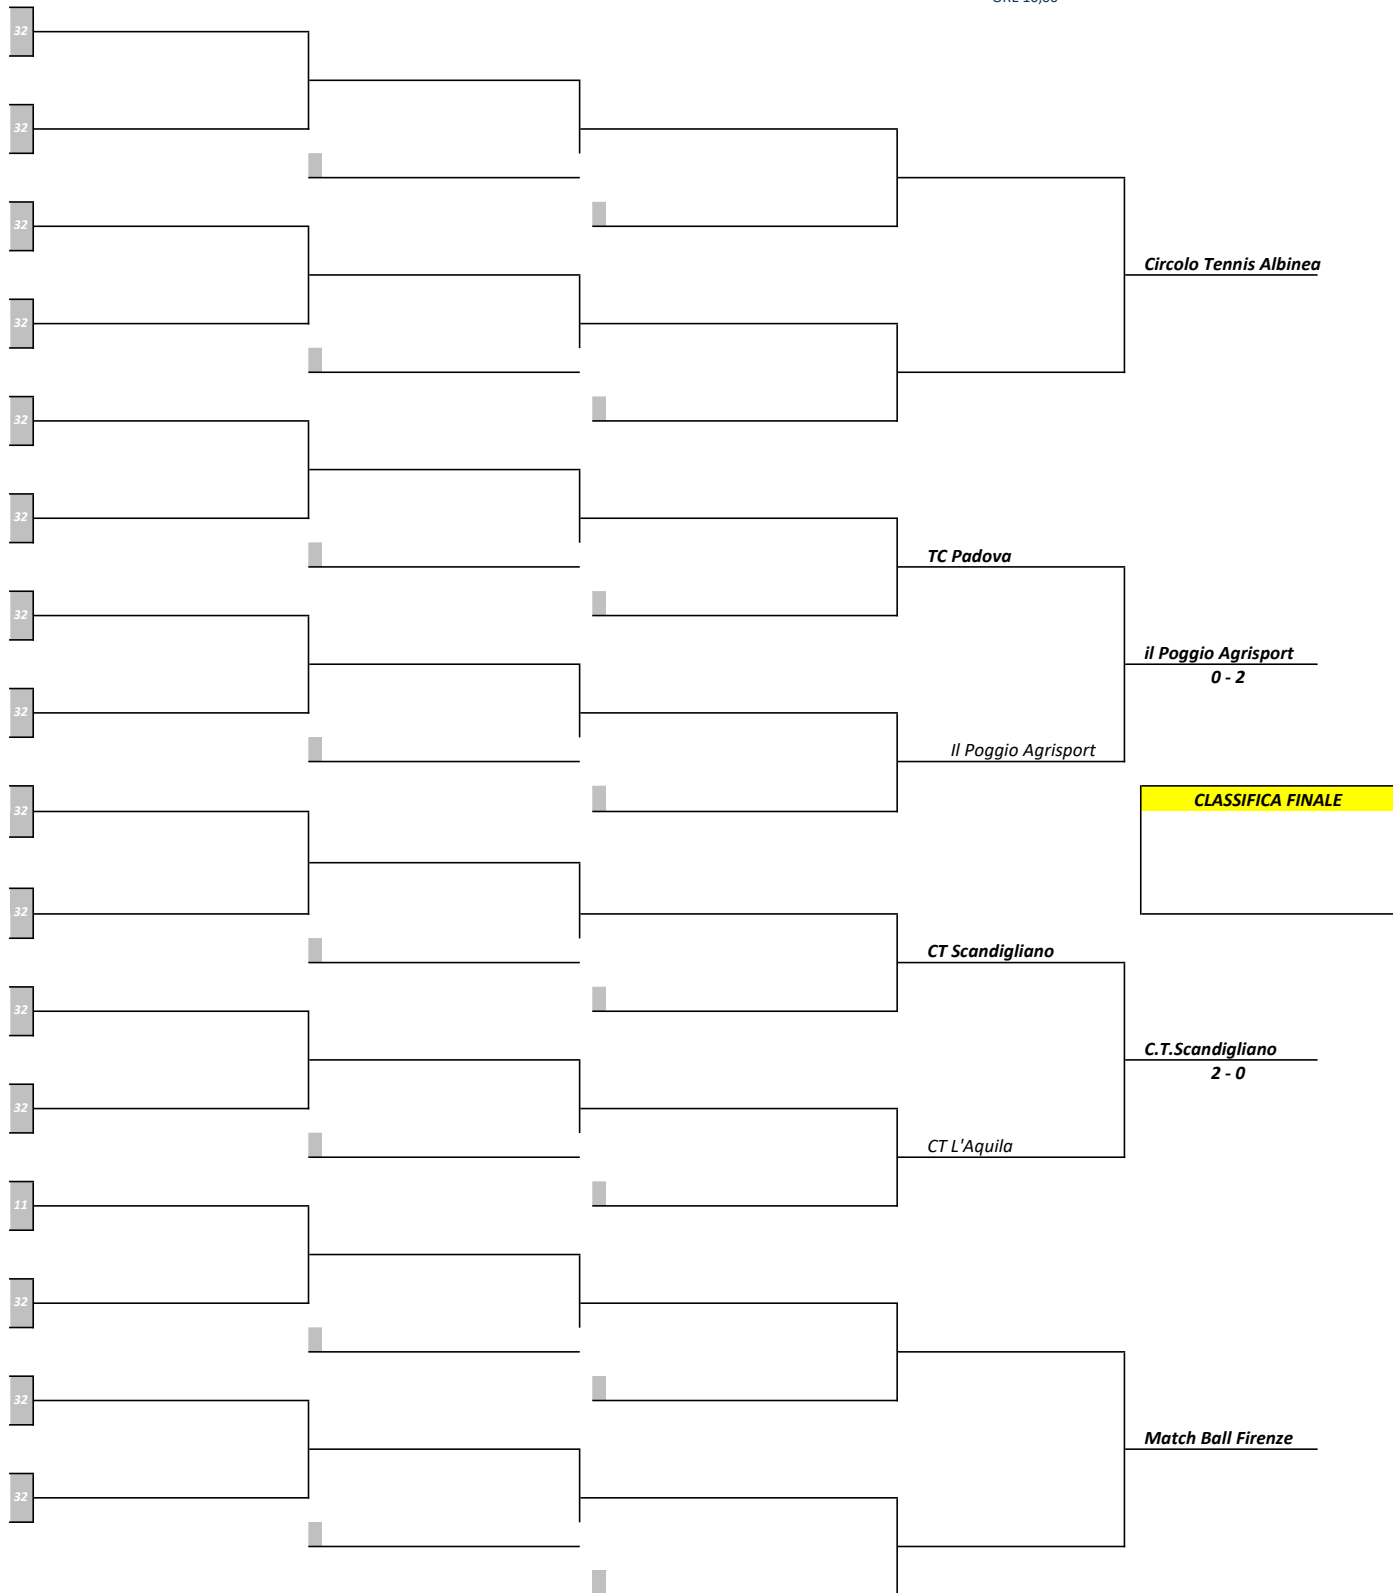 32
32
32
32
Circolo Tennis Albinea
32
32
TC Padova
32
32
il Poggio Agrisport
0 - 2
Il Poggio Agrisport
32
CLASSIFICA FINALE
32
CT Scandigliano
32
32
C.T.Scandigliano
2 - 0
CT L'Aquila
11
32
32
Match Ball Firenze
32